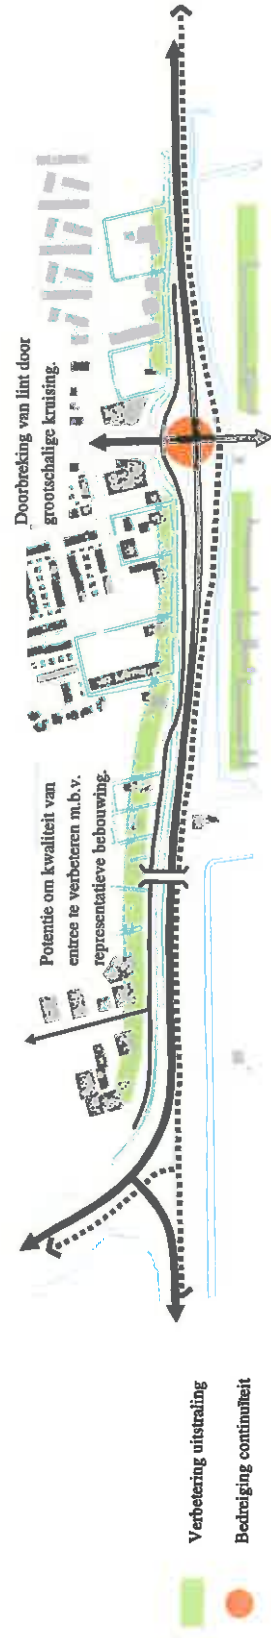 Doorbreking van lint door
grootschalige kruising.
Potentie om kwaliteit van
entree te verbeteren m.b.v.
representatieve bebouwing.
Verbetering uitstraling
Bedreiging continuïteit